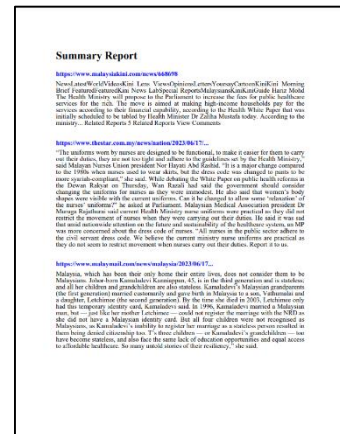 Summary Report
https://www.malaysiakini.com/news/668698
NewsLatestWorldVideosKini Lens ViewsOpinionsLettersYoursayCartoonKiniKini Morning
Brief FeaturedFeaturedKini News LabSpecial ReportsMalaysiansKiniKiniGuide Hariz Mohd
The Health Ministry will propose to the Parliament to increase the fees for public healthcare
services for the rich. The move is aimed at making high-income households pay for the
services according to their financial capability, according to the Health White Paper that was
initially scheduled to be tabled by Health Minister Dr Zaliha Mustafa today. According to the
ministry... Related Reports 5 Related Reports View Comments
https://www.thestar.com.my/news/nation/2023/06/17/...
"The uniforms worn by nurses are designed to be functional, to make it easier for them to carry
out their duties, they are not too tight and adhere to the guidelines set by the Health Ministry,"
said Malayan Nurses Union president Nor Hayati Abd Rashid. "It is a major change compared
to the 1980s when nurses used to wear skirts, but the dress code was changed to pants to be
more syariah-compliant," she said. While debating the White Paper on public health reforms in
the Dewan Rakyat on Thursday, Wan Razali had said the government should consider
changing the uniforms for nurses as they were immodest. He also said that women's body
shapes were visible with the current uniforms. Can it be changed to allow some 'relaxation' of
the nurses' uniforms?" he asked at Parliament. Malaysian Medical Association president Dr
Muruga Rajathurai said current Health Ministry nurse uniforms were practical as they did not
restrict the movement of nurses when they were carrying out their duties. He said it was sad
that amid nationwide attention on the future and sustainability of the healthcare system, an MP
was more concerned about the dress code of nurses. "All nurses in the public sector adhere to
the civil servant dress code. We believe the current ministry nurse uniforms are practical as
they do not seem to restrict movement when nurses carry out their duties. Report it to us.
https://www.malaymail.com/news/malaysia/2023/06/17...
Malaysia, which has been their only home their entire lives, does not consider them to be
Malaysians. Johor-born Kamaladevi Kanniappen, 45, is in the third generation and is stateless;
and all her children and grandchildren are also stateless. Kamaladevi's Malaysian grandparents
(the first generation) married customarily and gave birth in Malaysia to a son, Vathumalai and
a daughter, Letchimee (the second generation). By the time she died in 2003, Letchimee only
had this temporary identity card, Kamaladevi said. In 1996, Kamaladevi married a Malaysian
man, but — just like her mother Letchimee — could not register the marriage with the NRD as
she did not have a Malaysian identity card. But all four children were not recognised as
Malaysians, as Kamaladevi's inability to register her marriage as a stateless person resulted in
them being denied citizenship too. T's three children — or Kamaladevi's grandchildren — too
have become stateless, and also face the same lack of education opportunities and equal access
to affordable healthcare. So many untold stories of their resiliency," she said.